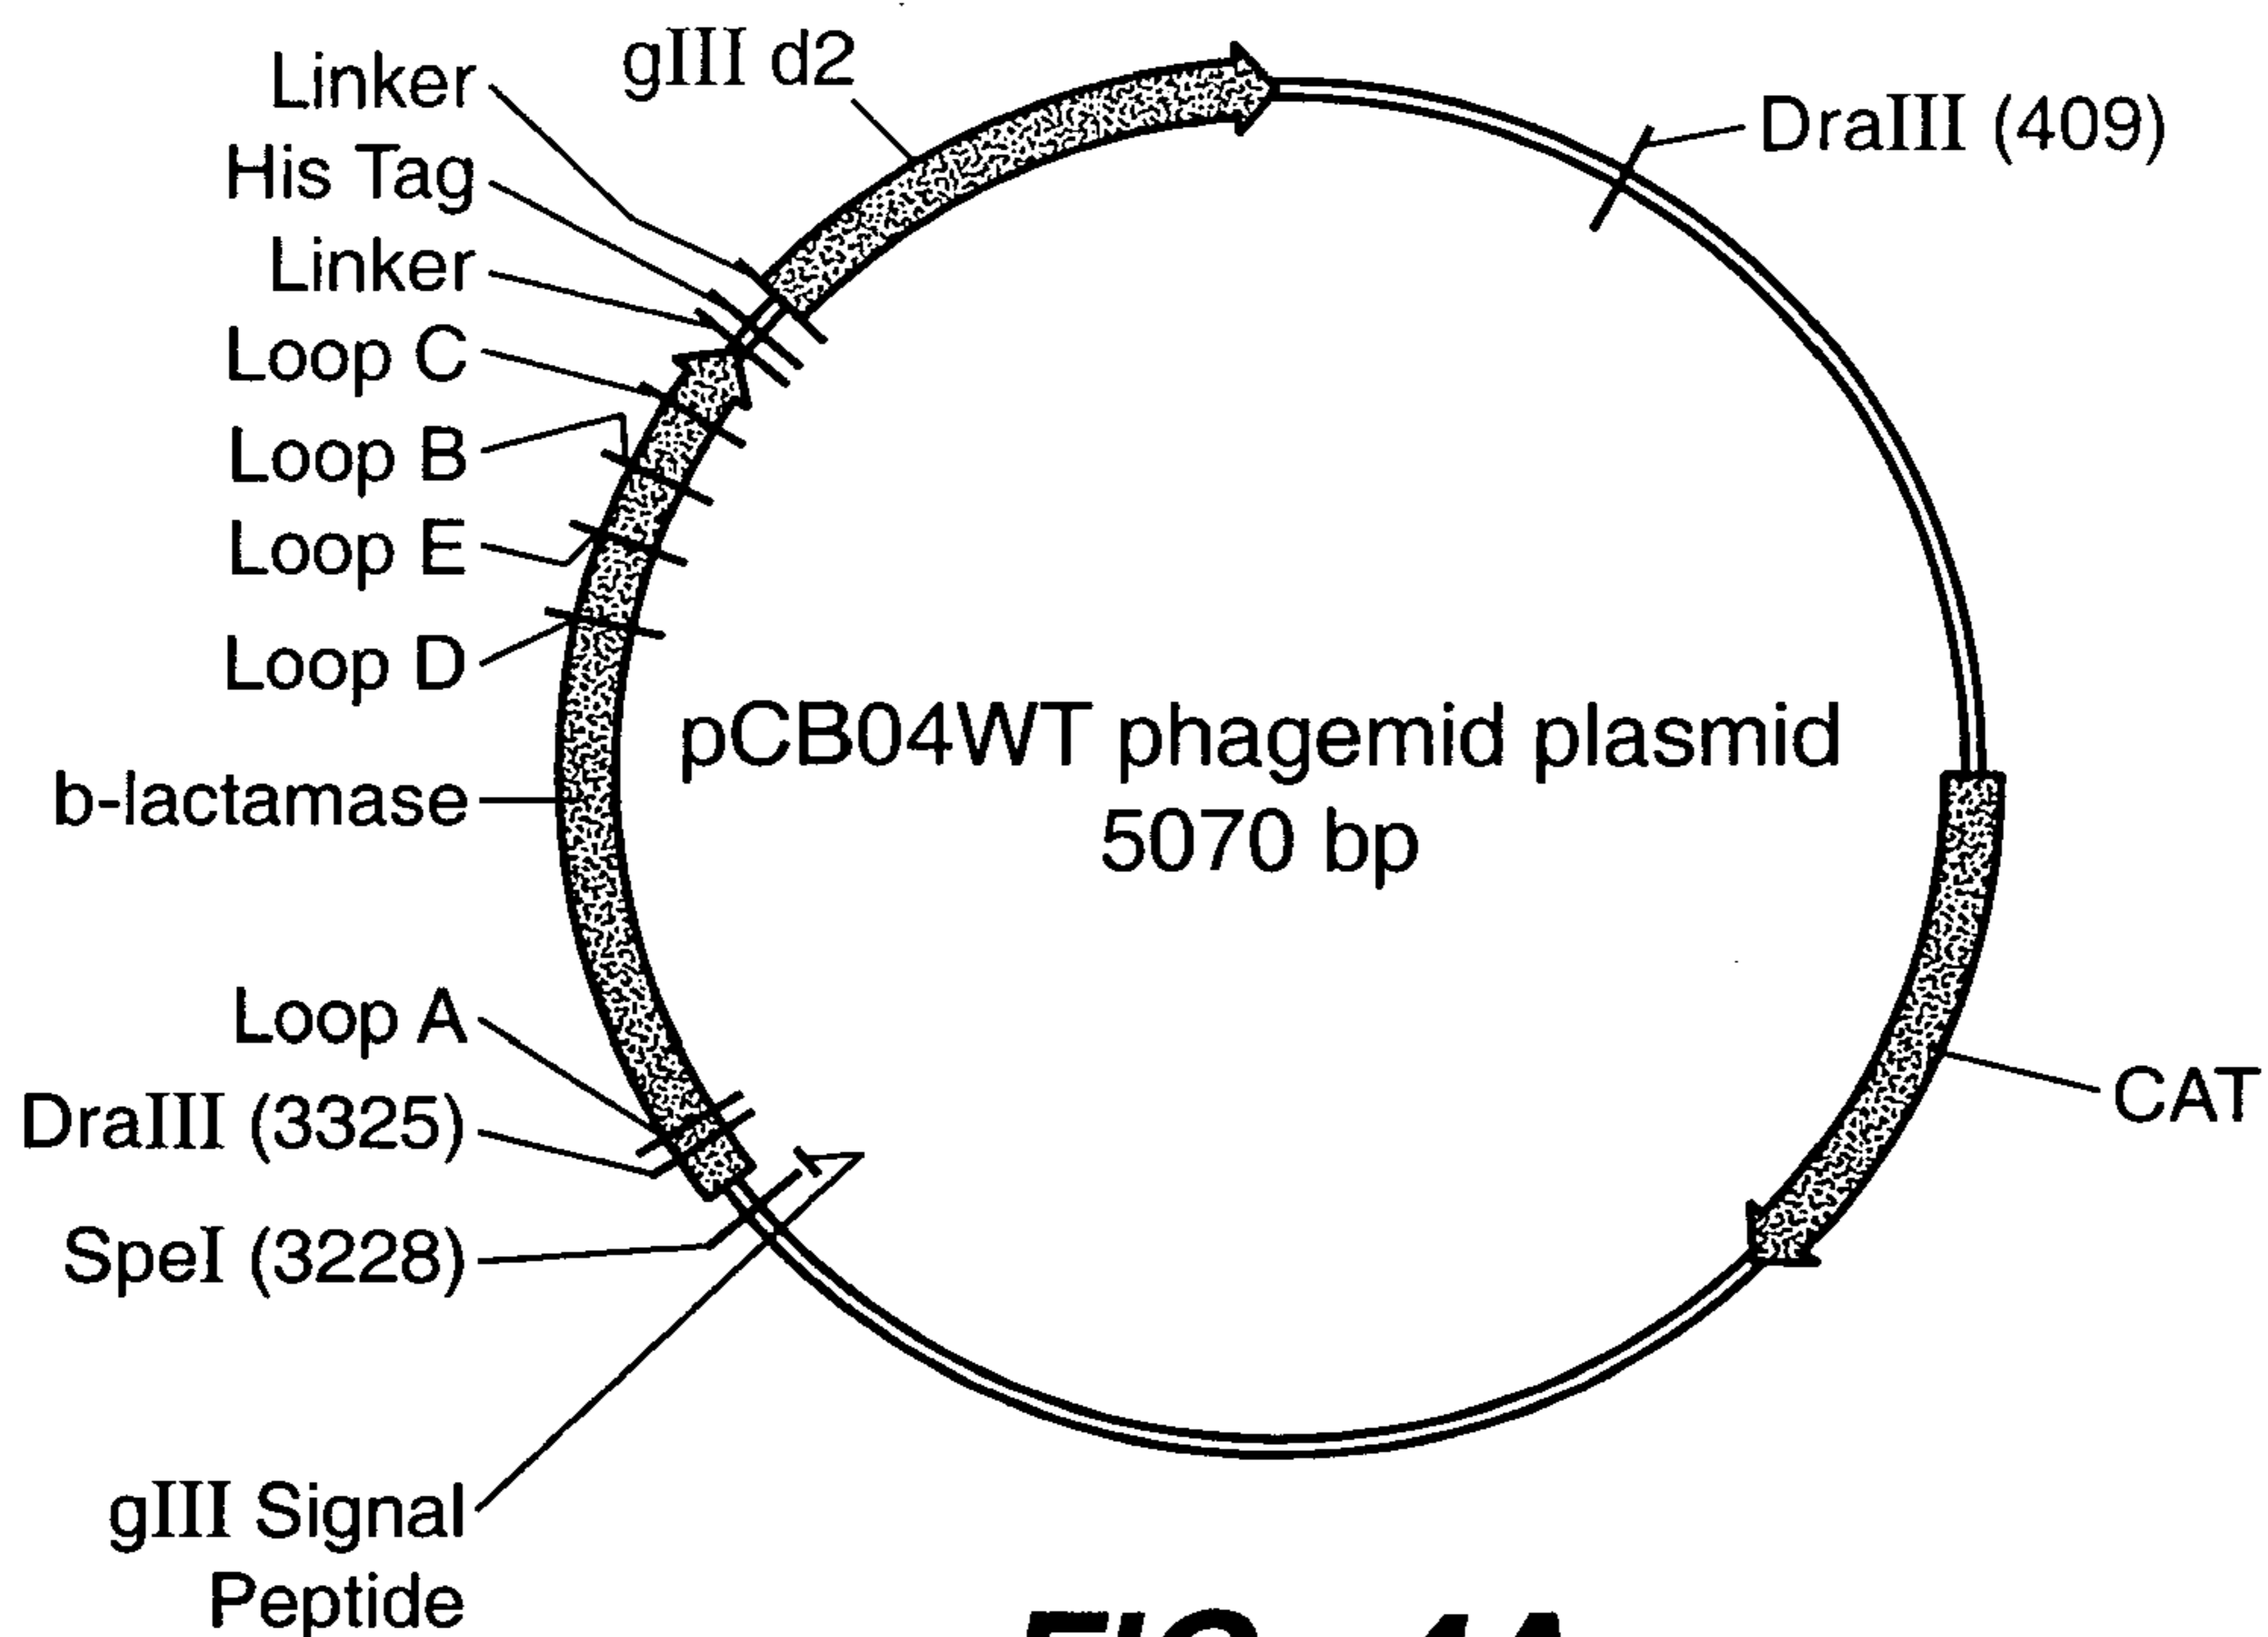 Linker
gIII d2
His Tag
Linker
Loop C
Loop B
Loop E
Loop D
b-lactamase
Loop A
DraIII (3325)
SpeI (3228)
gIII Signal
Peptide
DraIII (409)
CAT
pCB04WT phagemid plasmid
5070 bp